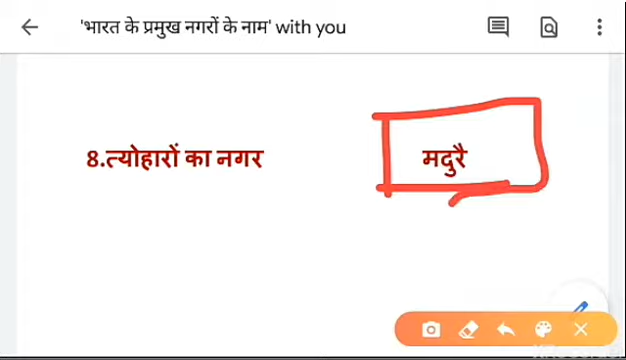 'भारत के प्रमुख नगरों के नाम' with you
8.त्योहारों का नगर मदुरै